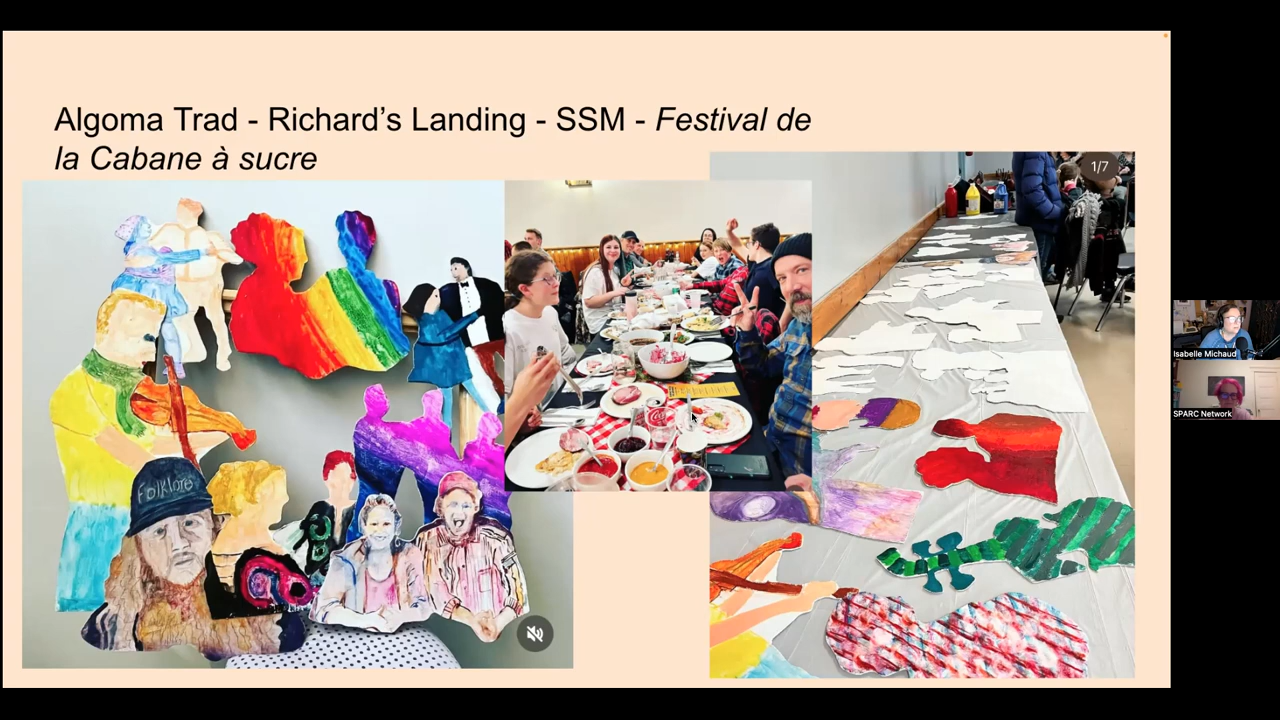 Algoma Trad - Richard's Landing - SSM - Festival de
la Cabane à sucre
1/7
Folklore
Isabelle Michaud
SPARC Network